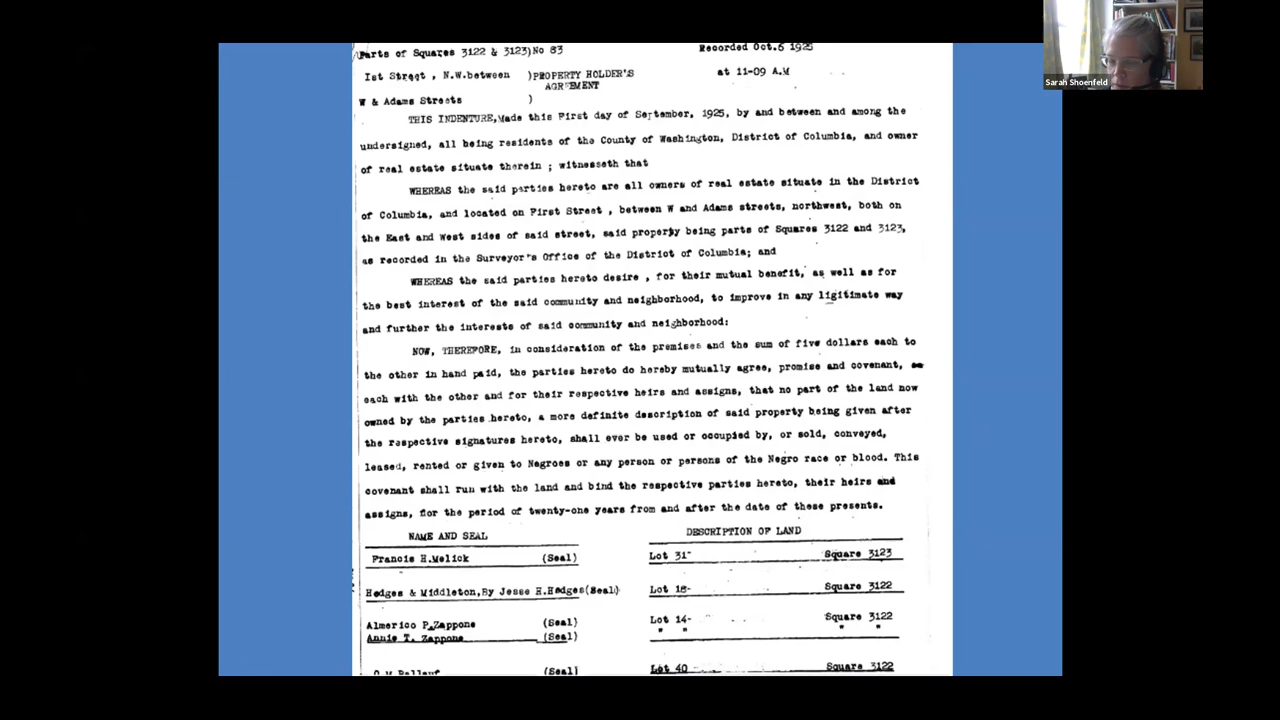 Parts of Squares 3122 & 3123)No 83 Recorded Oct.6 1925
1st Street , N.W.between )PROPERTY HOLDER'S at 11-09 A.M
AGREEMENT
W & Adams Streets )
THIS INDENTURE,Made this First day of September, 1925, by and between and among the
undersigned, all being residents of the County of Washington, District of Columbia, and owner
of real estate situate therein ; witnesseth that
WHEREAS the said parties hereto are all owners of real estate situate in the District
of Columbia, and located on First Street , between W and Adams streets, northwest, both on
the East and West sides of said street, said property being parts of Squares 3122 and 3123,
as recorded in the Surveyor's Office of the District of Columbia; and
WHEREAS the said parties hereto desire , for their mutual benefit, as well as for
the best interest of the said community and neighborhood, to improve in any ligitimate way
and further the interests of said community and neighborhood:
NOW, THEREFORE, in consideration of the premises and the sum of five dollars each to
the other in hand paid, the parties hereto do hereby mutually agree, promise and covenant,
each with the other and for their respective heirs and assigns, that no part of the land now
owned by the parties hereto, a more definite description of said property being given after
the respective signatures hereto, shall ever be used or occupied by, or sold, conveyed,
leased, rented or given to Negroes or any person or persons of the Negro race or blood. This
covenant shall run with the land and bind the respective parties hereto, their heirs and
assigns, for the period of twenty-one years from and after the date of these presents.
NAME AND SEAL DESCRIPTION OF LAND
Francis H.Melick (Seal) Lot 31- Square 3123
Hedges & Middleton,By Jesse H.Hedges(Seal) Lot 18- Square 3122
Almerico P.Zappone (Seal) Lot 14- Square 3122
Annie T. Zappone (Seal) " " " "
(Seal) Lot 40 Square 3122
Sarah Shoenfeld